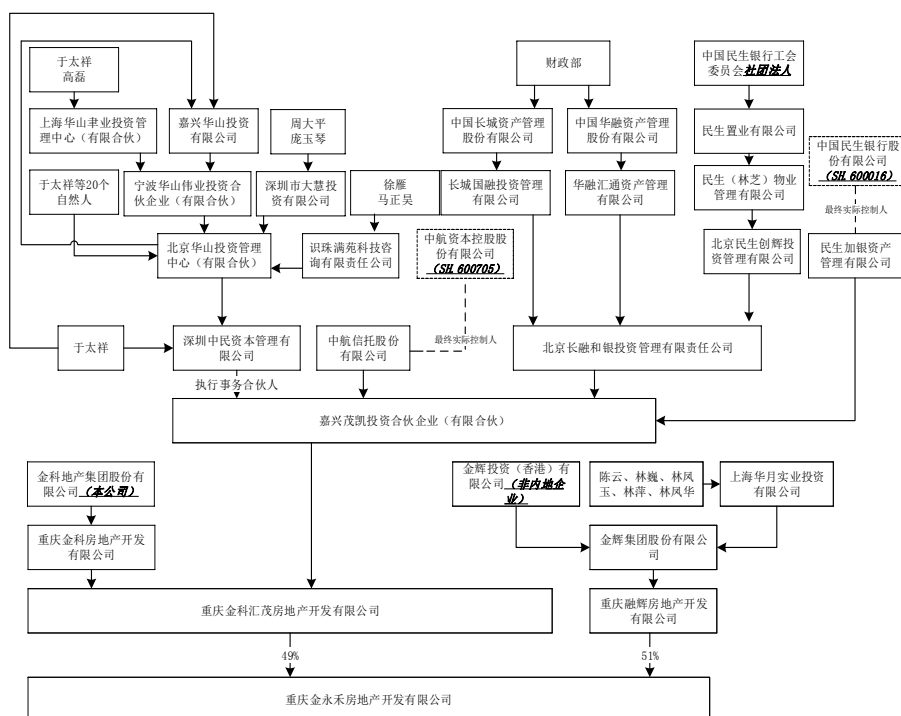 于太祥
高磊
财政部
中国民生银行工会
委员会社团法人
上海华山聿业投资管
理中心（有限合伙）
嘉兴华山投资
有限公司
周大平
庞玉琴
中国长城资产管理
股份有限公司
中国华融资产管理
股份有限公司
民生置业有限公司
中国民生银行股
份有限公司
（SH.600016）
于太祥等20个
自然人
宁波华山伟业投资合
伙企业（有限合伙）
深圳市大慧投
资有限公司
徐雁
马正昊
长城国融投资管理
有限公司
华融汇通资产管理
有限公司
民生（林芝）物业
管理有限公司
最终实际控制人
北京华山投资管理
中心（有限合伙）
识珠满苑科技咨
询有限责任公司
中航资本控股股
份有限公司
（SH.600705）
北京民生创辉投
资管理有限公司
民生加银资产
管理有限公司
于太祥
深圳中民资本管理有
限公司
中航信托股份
有限公司
最终实际控制人
北京长融和银投资管理有限责任公司
执行事务合伙人
嘉兴茂凯投资合伙企业（有限合伙）
金科地产集团股份有
限公司（本公司）
金辉投资（香港）有
限公司（非内地企
业）
陈云、林巍、林凤
玉、林萍、林凤华
上海华月实业投资
有限公司
重庆金科房地产开发
有限公司
金辉集团股份有限公
司
重庆金科汇茂房地产开发有限公司
重庆融辉房地产开发
有限公司
49%
51%
重庆金永禾房地产开发有限公司